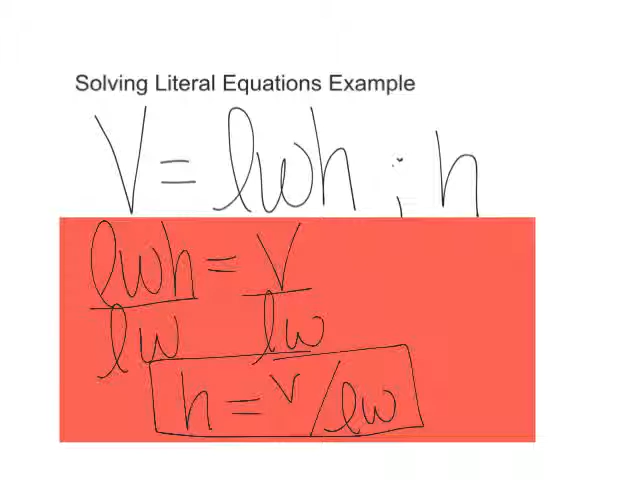 Solving Literal Equations Example
V = lwh ; h
lwh = V
lw lw
h = V/lw